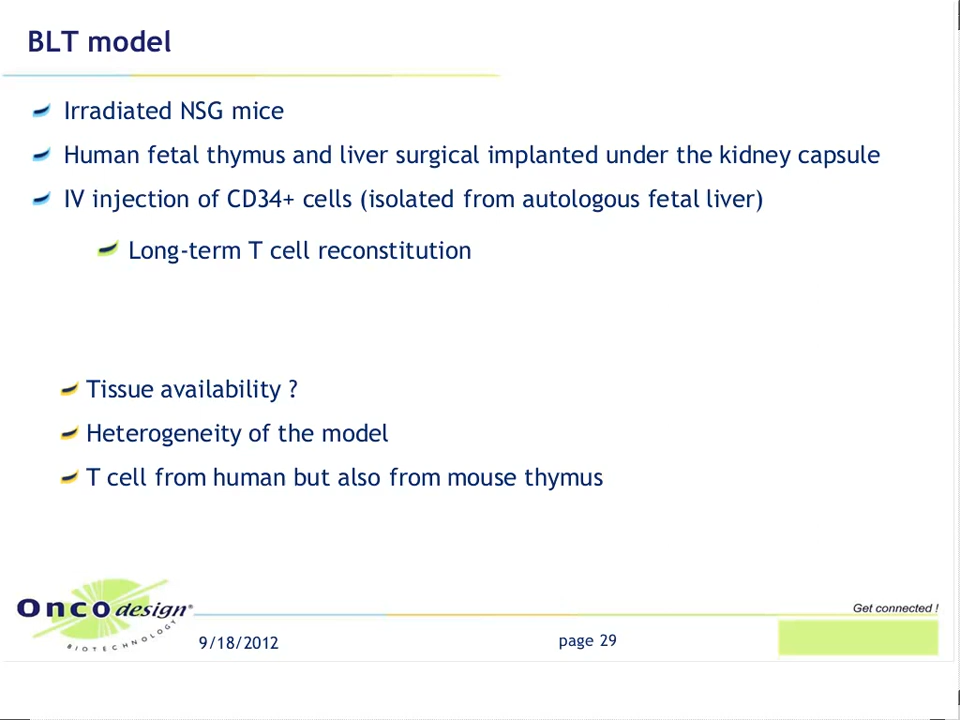 BLT model
Irradiated NSG mice
Human fetal thymus and liver surgical implanted under the kidney capsule
IV injection of CD34+ cells (isolated from autologous fetal liver)
Long-term T cell reconstitution
Tissue availability ?
Heterogeneity of the model
T cell from human but also from mouse thymus
Oncodesign®
BIOTECHNOLOGY
Get connected !
9/18/2012
page 29